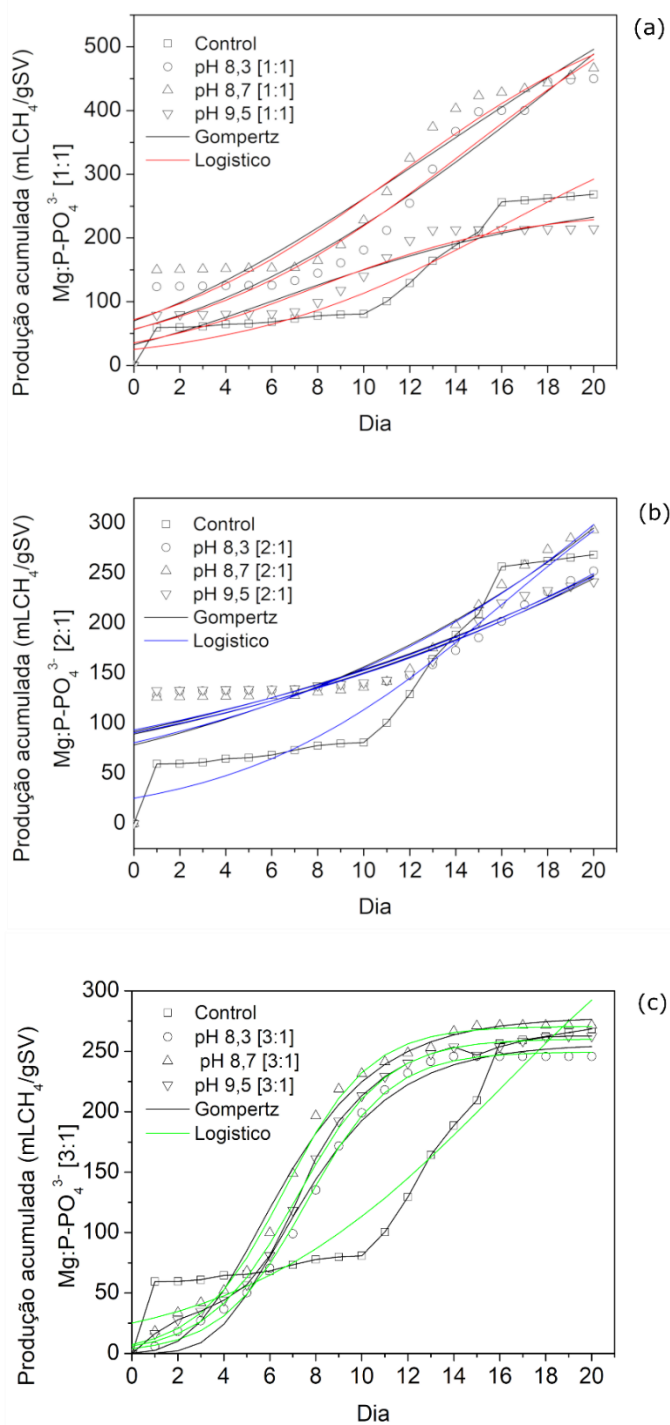 (a)
Produção acumulada (mLCH₄/gSV)
Mg:P-PO₄³⁻ [1:1]
500
400
300
200
100
0
Control
pH 8,3 [1:1]
pH 8,7 [1:1]
pH 9,5 [1:1]
Gompertz
Logistico
0 2 4 6 8 10 12 14 16 18 20
Dia
(b)
Produção acumulada (mLCH₄/gSV)
Mg:P-PO₄³⁻ [2:1]
300
250
200
150
100
50
0
Control
pH 8,3 [2:1]
pH 8,7 [2:1]
pH 9,5 [2:1]
Gompertz
Logistico
0 2 4 6 8 10 12 14 16 18 20
Dia
(c)
Produção acumulada (mLCH₄/gSV)
Mg:P-PO₄³⁻ [3:1]
300
250
200
150
100
50
0
Control
pH 8,3 [3:1]
pH 8,7 [3:1]
pH 9,5 [3:1]
Gompertz
Logistico
0 2 4 6 8 10 12 14 16 18 20
Dia